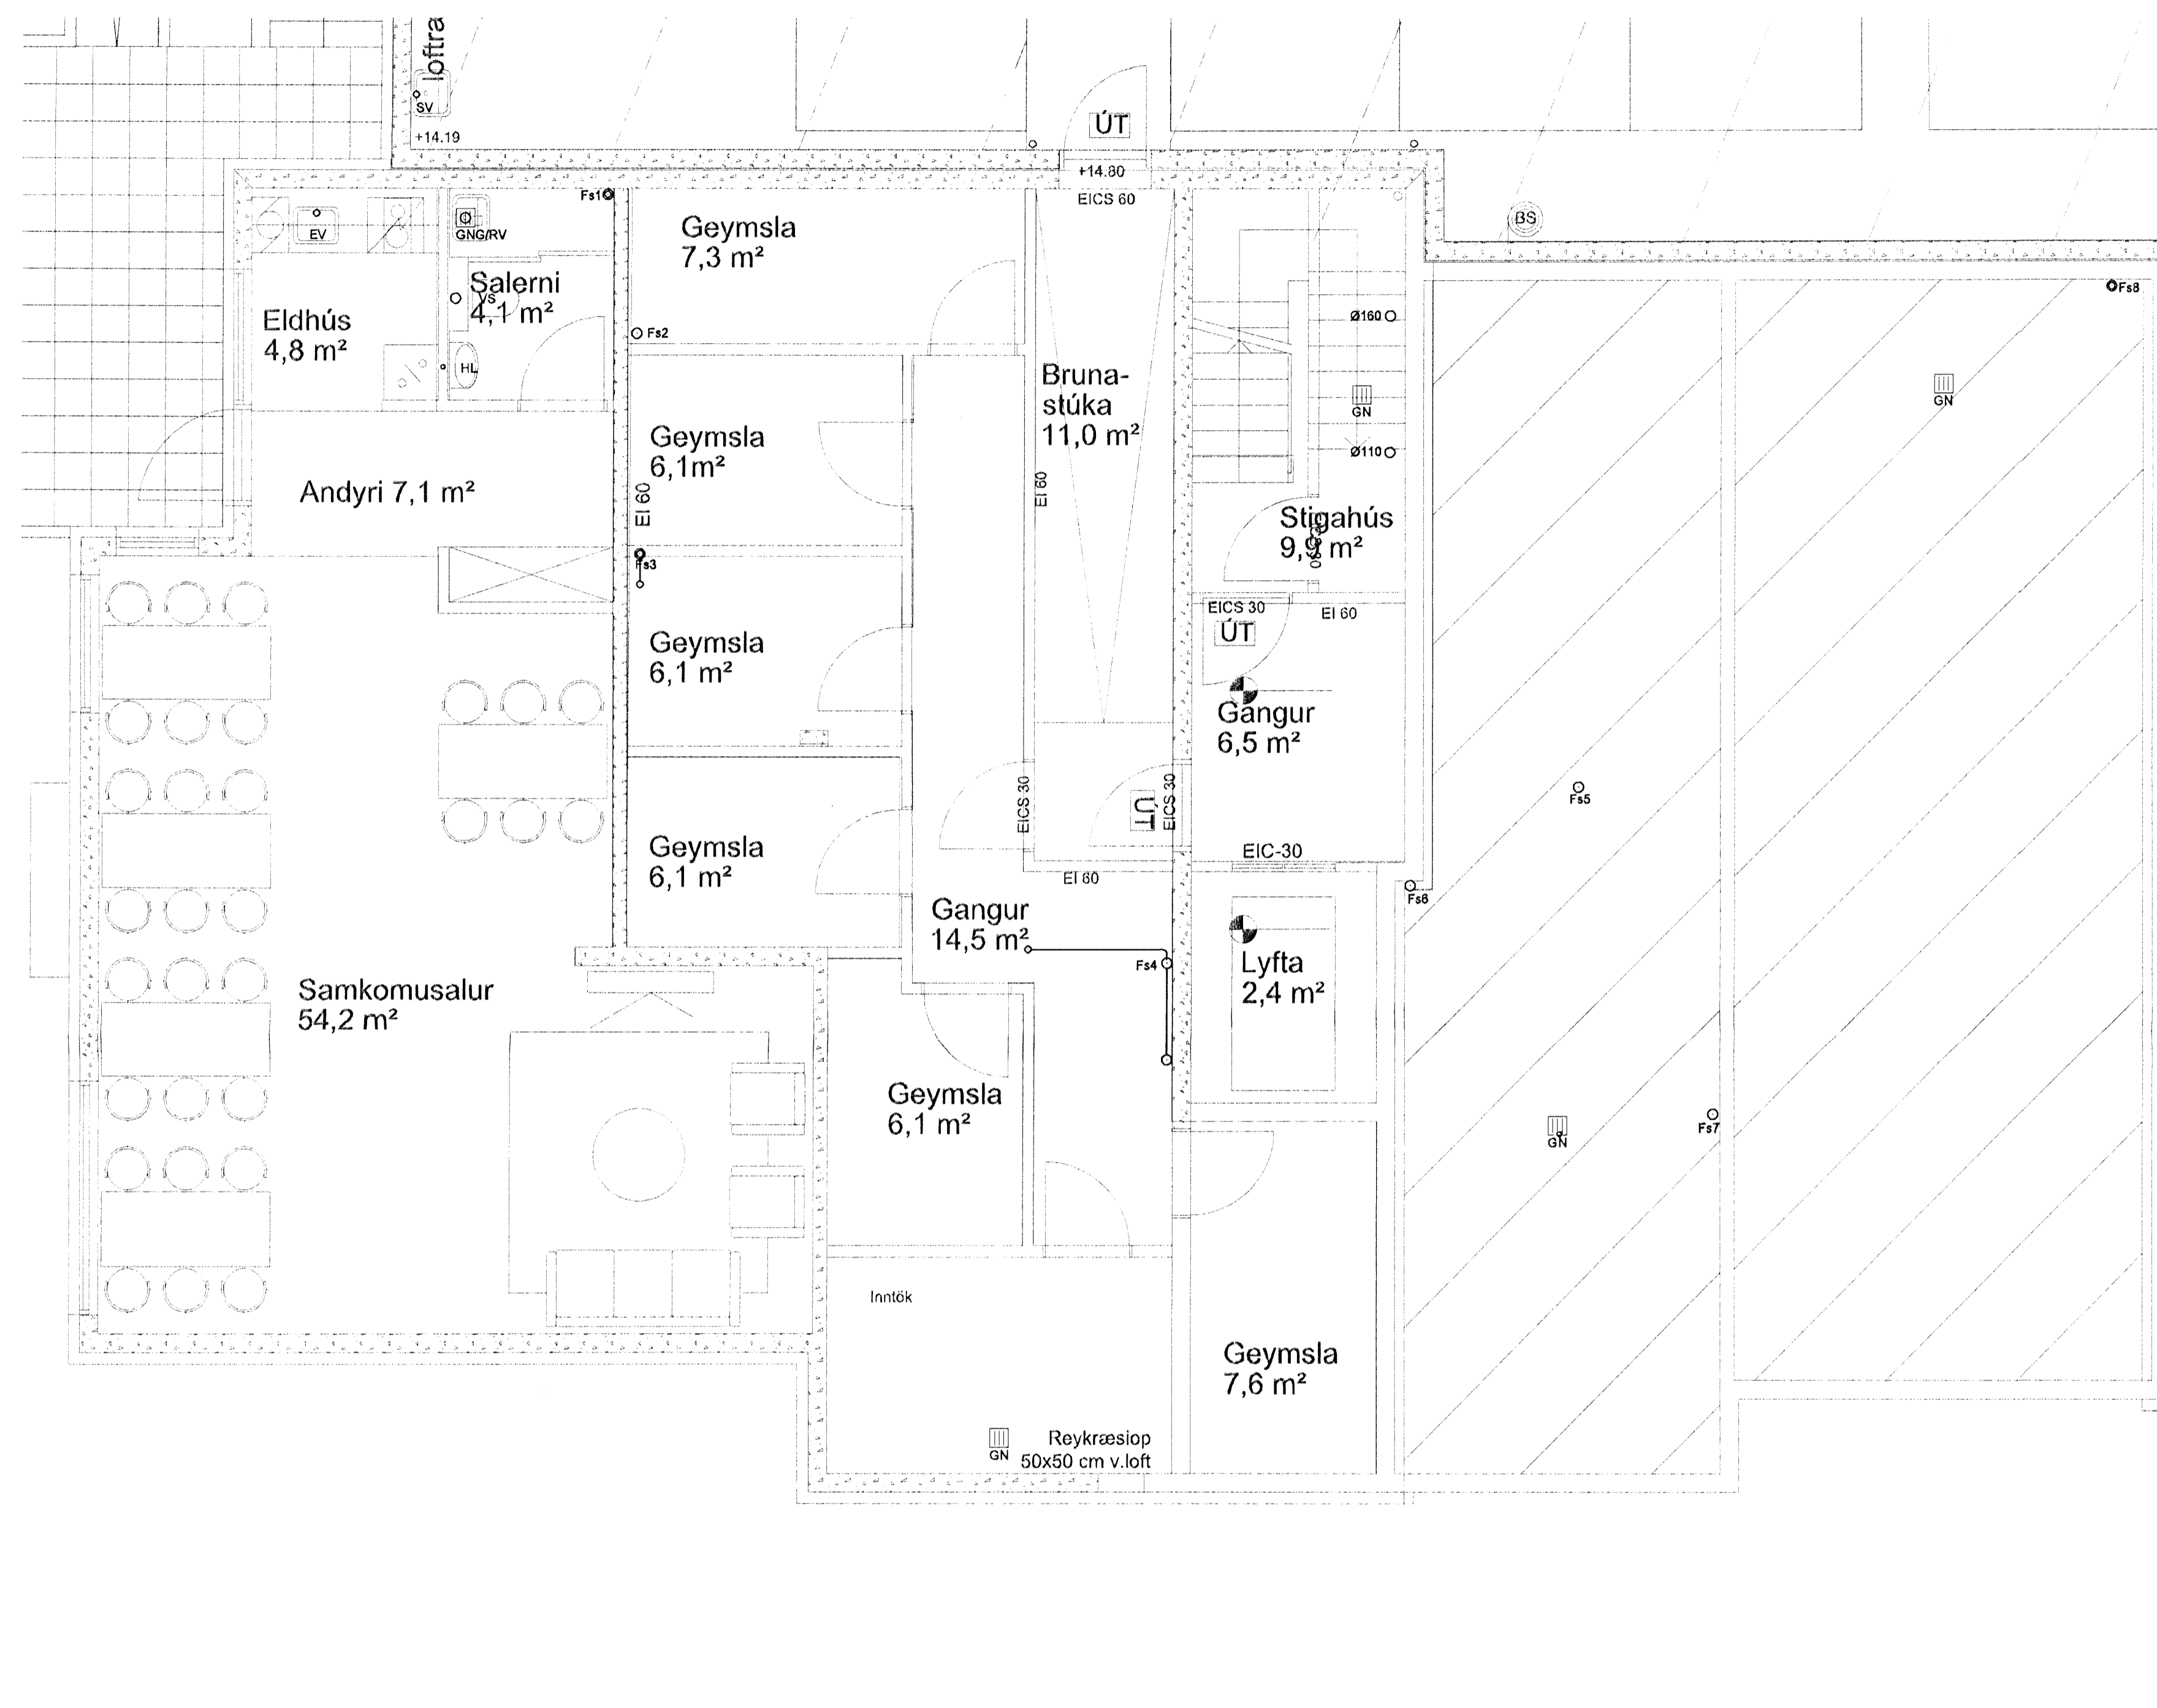 loftra
SV
+14.19
ÚT
+14.80
EICS 60
Fs1
EV
GNG/RV
Geymsla
7,3 m²
BS
Fs8
Salerni
4,1 m²
VS
Eldhús
4,8 m²
Fs2
HL
Ø160
GN
GN
Bruna-
stúka
11,0 m²
Geymsla
6,1m²
Ø110
Andyri 7,1 m²
EI 60
EI 60
Stigahús
9,9 m²
Fs3
EICS 30
EI 60
ÚT
Geymsla
6,1 m²
Gangur
6,5 m²
EICS 30
ÚT
EICS 30
Fs5
Geymsla
6,1 m²
EIC-30
EI 60
Fs6
Gangur
14,5 m²
Fs4
Lyfta
2,4 m²
Samkomusalur
54,2 m²
Geymsla
6,1 m²
Fs7
GN
Inntök
Geymsla
7,6 m²
GN
Reykræsiop
50x50 cm v.loft